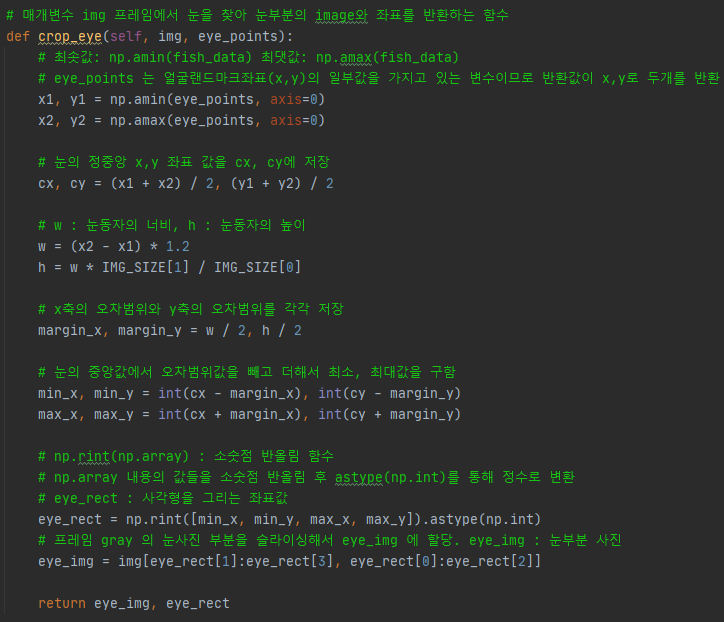 # 매개변수 img 프레임에서 눈을 찾아 눈부분의 image와 좌표를 반환하는 함수
def crop_eye(self, img, eye_points):
    # 최솟값: np.amin(fish_data) 최댓값: np.amax(fish_data)
    # eye_points 는 얼굴랜드마크좌표(x,y)의 일부값을 가지고 있는 변수이므로 반환값이 x,y로 두개를 반환
    x1, y1 = np.amin(eye_points, axis=0)
    x2, y2 = np.amax(eye_points, axis=0)

    # 눈의 정중앙 x,y 좌표 값을 cx, cy에 저장
    cx, cy = (x1 + x2) / 2, (y1 + y2) / 2

    # w : 눈동자의 너비, h : 눈동자의 높이
    w = (x2 - x1) * 1.2
    h = w * IMG_SIZE[1] / IMG_SIZE[0]

    # x축의 오차범위와 y축의 오차범위를 각각 저장
    margin_x, margin_y = w / 2, h / 2

    # 눈의 중앙값에서 오차범위값을 빼고 더해서 최소, 최대값을 구함
    min_x, min_y = int(cx - margin_x), int(cy - margin_y)
    max_x, max_y = int(cx + margin_x), int(cy + margin_y)

    # np.rint(np.array) : 소숫점 반올림 함수
    # np.array 내용의 값들을 소숫점 반올림 후 astype(np.int)를 통해 정수로 변환
    # eye_rect : 사각형을 그리는 좌표값
    eye_rect = np.rint([min_x, min_y, max_x, max_y]).astype(np.int)
    # 프레임 gray 의 눈사진 부분을 슬라이싱해서 eye_img 에 할당. eye_img : 눈부분 사진
    eye_img = img[eye_rect[1]:eye_rect[3], eye_rect[0]:eye_rect[2]]

    return eye_img, eye_rect